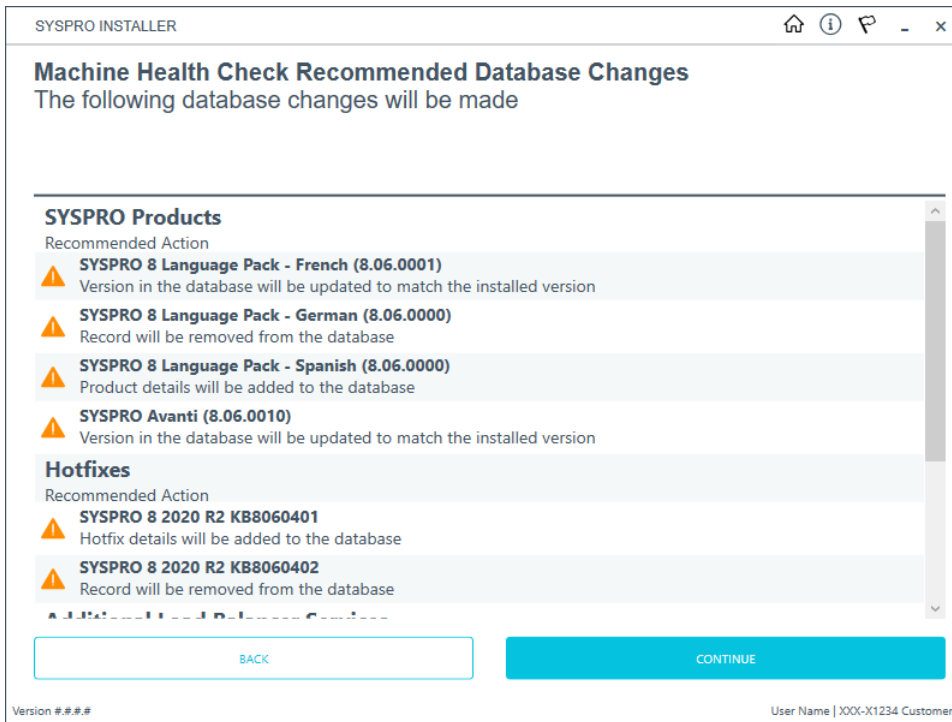 SYSPRO INSTALLER
Machine Health Check Recommended Database Changes
The following database changes will be made
SYSPRO Products
Recommended Action
SYSPRO 8 Language Pack - French (8.06.0001)
Version in the database will be updated to match the installed version
SYSPRO 8 Language Pack - German (8.06.0000)
Record will be removed from the database
SYSPRO 8 Language Pack - Spanish (8.06.0000)
Product details will be added to the database
SYSPRO Avanti (8.06.0010)
Version in the database will be updated to match the installed version
Hotfixes
Recommended Action
SYSPRO 8 2020 R2 KB8060401
Hotfix details will be added to the database
SYSPRO 8 2020 R2 KB8060402
Record will be removed from the database
Additional Load Balancer Services
BACK
CONTINUE
Version #.#.#.#
User Name | XXX-X1234 Customer